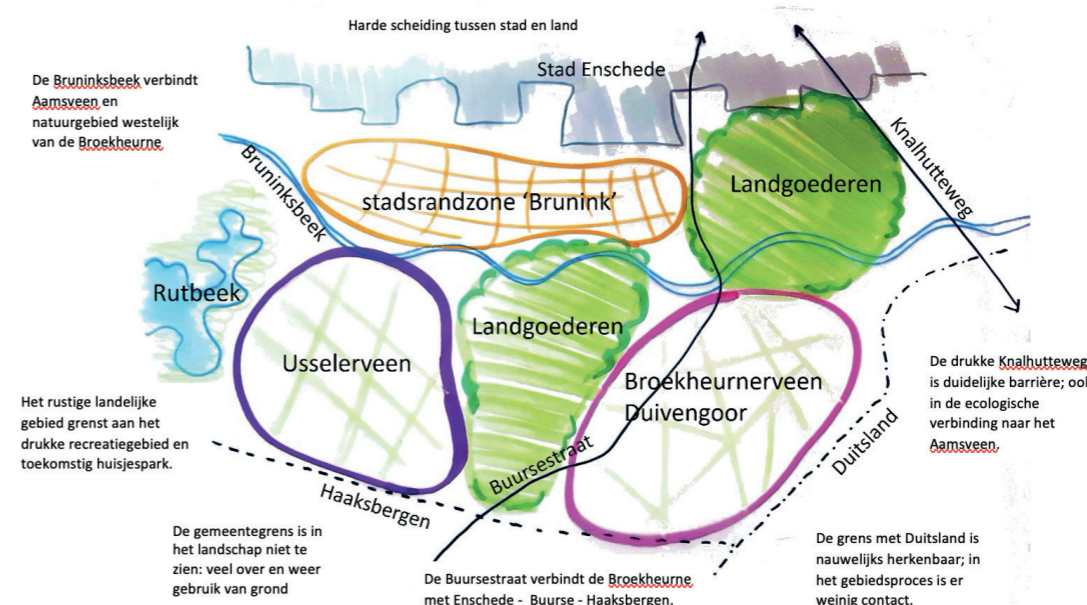 Harde scheiding tussen stad en land
Stad Enschede
De Bruninksbeek verbindt
Aamsveen en
natuurgebied westelijk
van de Broekheurne
Bruninksbeek
stadsrandzone ‘Brunink’
Landgoederen
Knalhutteweg
Rutbeek
Usselerveen
Landgoederen
Broekheurnerveen
Duivengoor
De drukke Knalhutteweg
is duidelijke barrière; ook
in de ecologische
verbinding naar het
Aamsveen.
Het rustige landelijke
gebied grenst aan het
drukke recreatiegebied en
toekomstig huisjespark.
Haaksbergen
Buursestraat
Duitsland
De gemeentegrens is in
het landschap niet te
zien: veel over en weer
gebruik van grond
De Buursestraat verbindt de Broekheurne
met Enschede - Buurse - Haaksbergen.
De grens met Duitsland is
nauwelijks herkenbaar; in
het gebiedsproces is er
weinig contact.